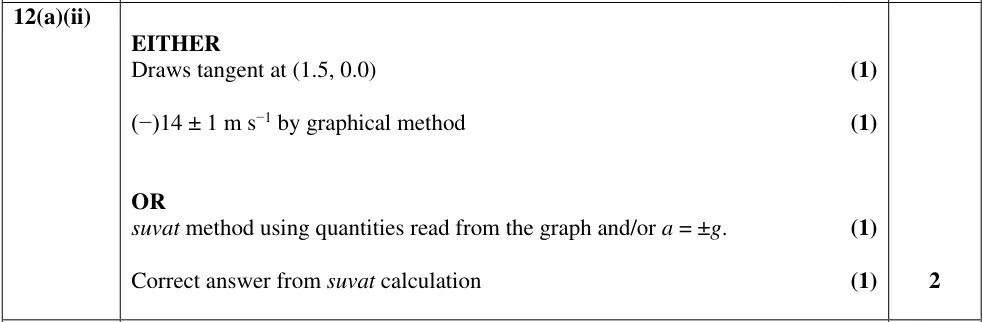 12(a)(ii)
EITHER
Draws tangent at (1.5, 0.0) (1)
(−)14 ± 1 m s⁻¹ by graphical method (1)
OR
suvat method using quantities read from the graph and/or a = ±g. (1)
Correct answer from suvat calculation (1) 2